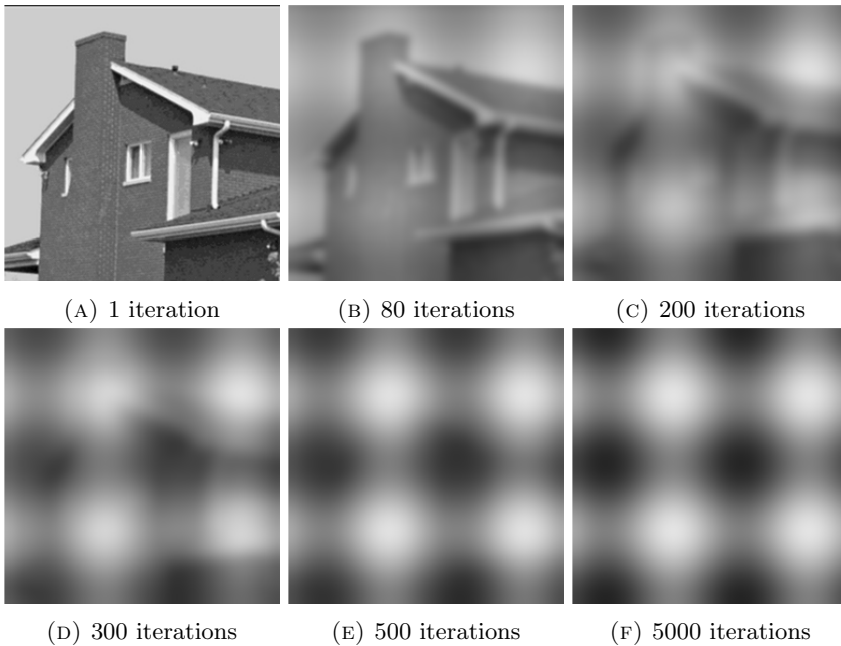 (A) 1 iteration
(B) 80 iterations
(C) 200 iterations
(D) 300 iterations
(E) 500 iterations
(F) 5000 iterations